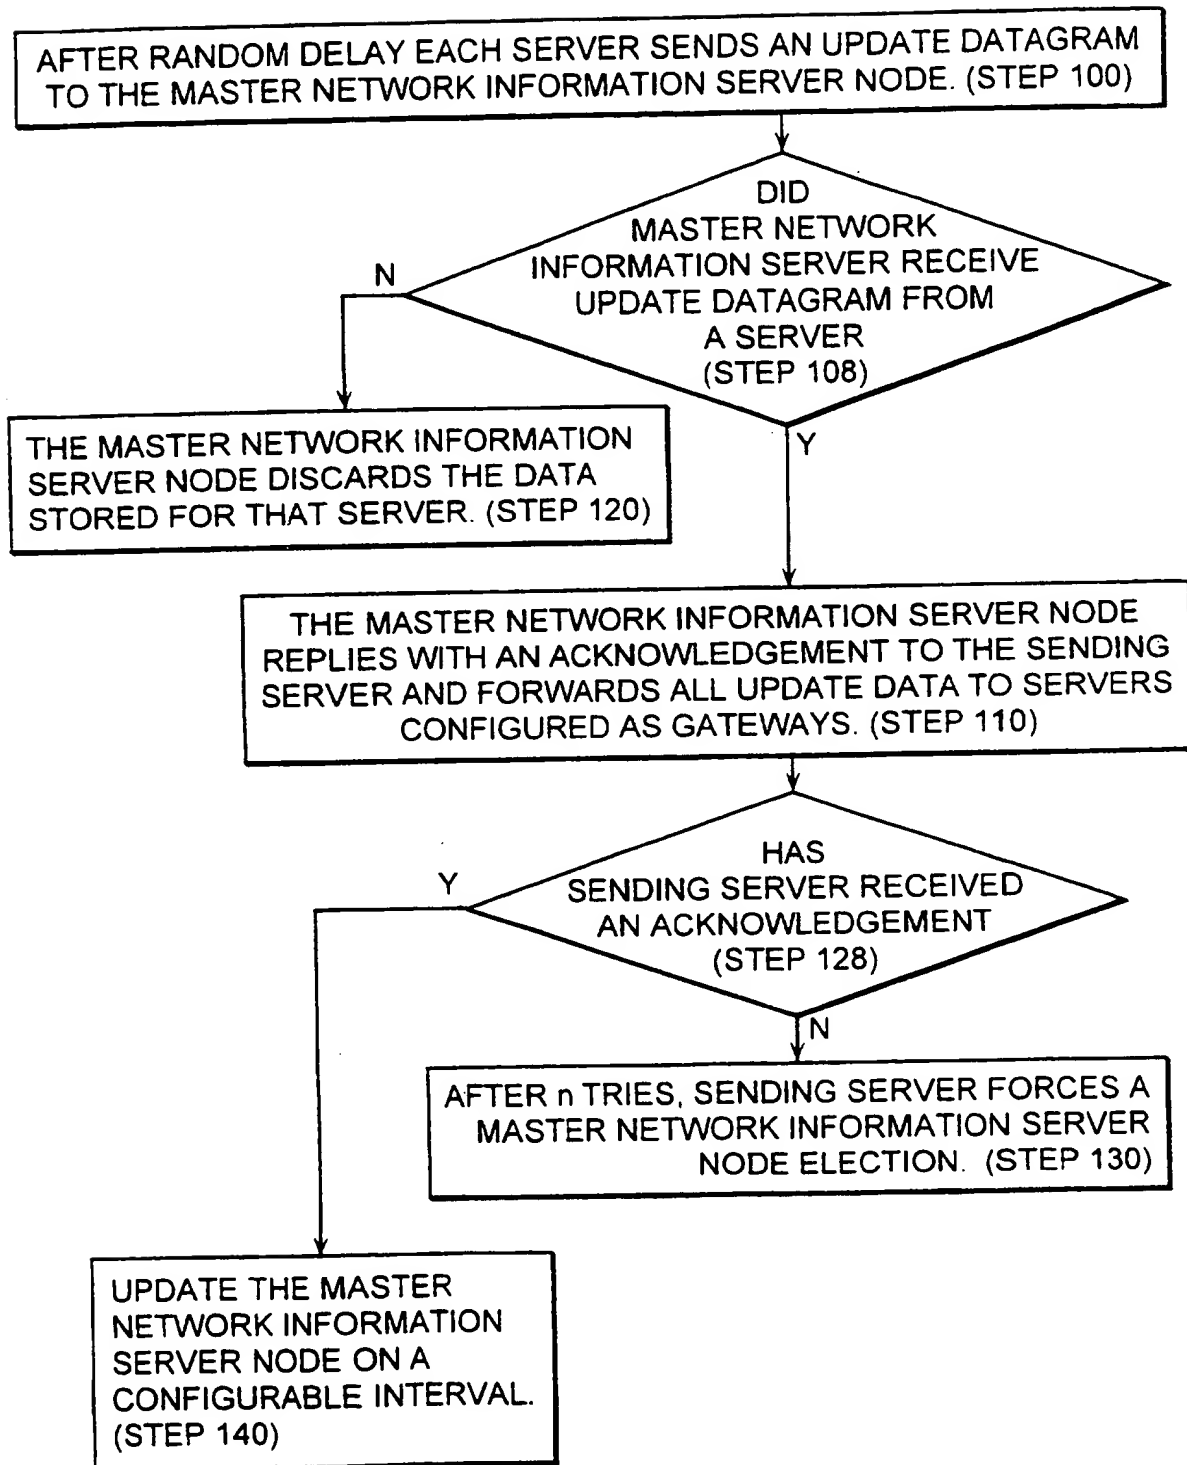 AFTER RANDOM DELAY EACH SERVER SENDS AN UPDATE DATAGRAM
TO THE MASTER NETWORK INFORMATION SERVER NODE. (STEP 100)
DID
MASTER NETWORK
INFORMATION SERVER RECEIVE
UPDATE DATAGRAM FROM
A SERVER
(STEP 108)
N
Y
THE MASTER NETWORK INFORMATION
SERVER NODE DISCARDS THE DATA
STORED FOR THAT SERVER. (STEP 120)
THE MASTER NETWORK INFORMATION SERVER NODE
REPLIES WITH AN ACKNOWLEDGEMENT TO THE SENDING
SERVER AND FORWARDS ALL UPDATE DATA TO SERVERS
CONFIGURED AS GATEWAYS. (STEP 110)
HAS
SENDING SERVER RECEIVED
AN ACKNOWLEDGEMENT
(STEP 128)
Y
N
AFTER n TRIES, SENDING SERVER FORCES A
MASTER NETWORK INFORMATION SERVER
NODE ELECTION. (STEP 130)
UPDATE THE MASTER
NETWORK INFORMATION
SERVER NODE ON A
CONFIGURABLE INTERVAL.
(STEP 140)